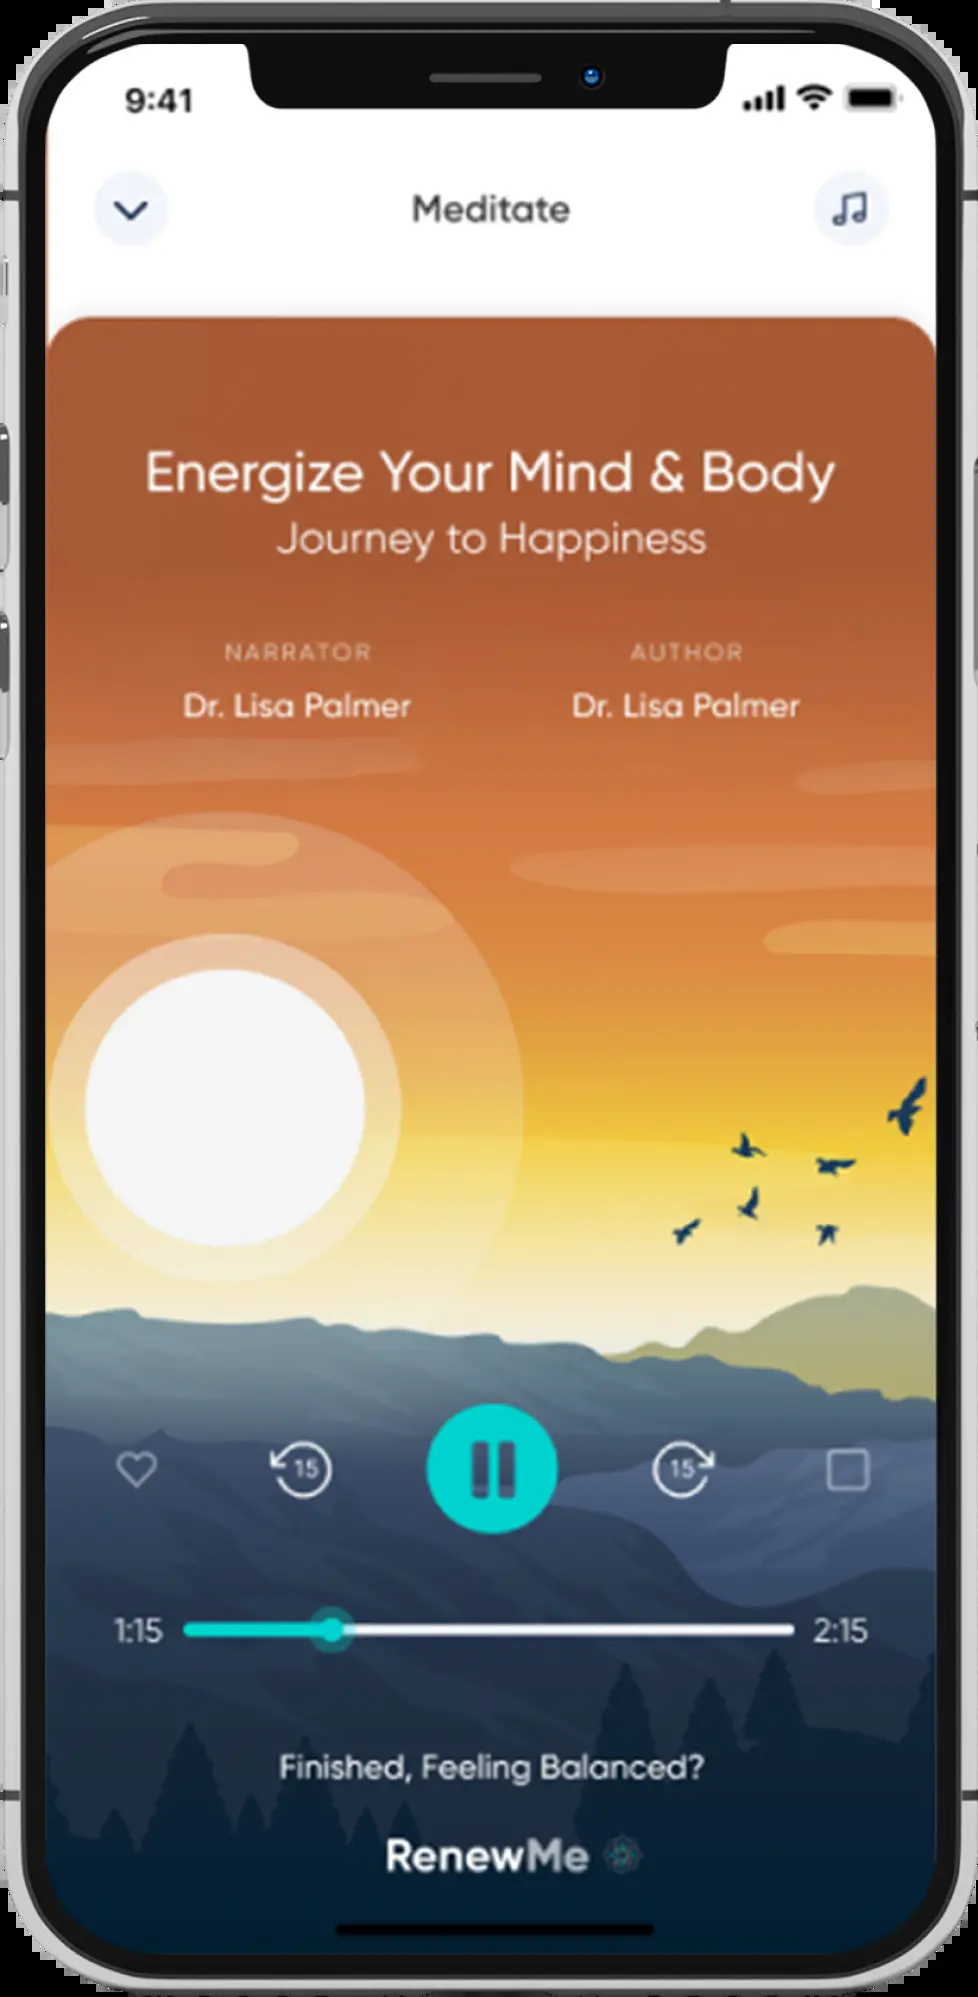 9:41
Meditate
Energize Your Mind & Body
Journey to Happiness
NARRATOR AUTHOR
Dr. Lisa Palmer Dr. Lisa Palmer
15 15
1:15 2:15
Finished, Feeling Balanced?
RenewMe